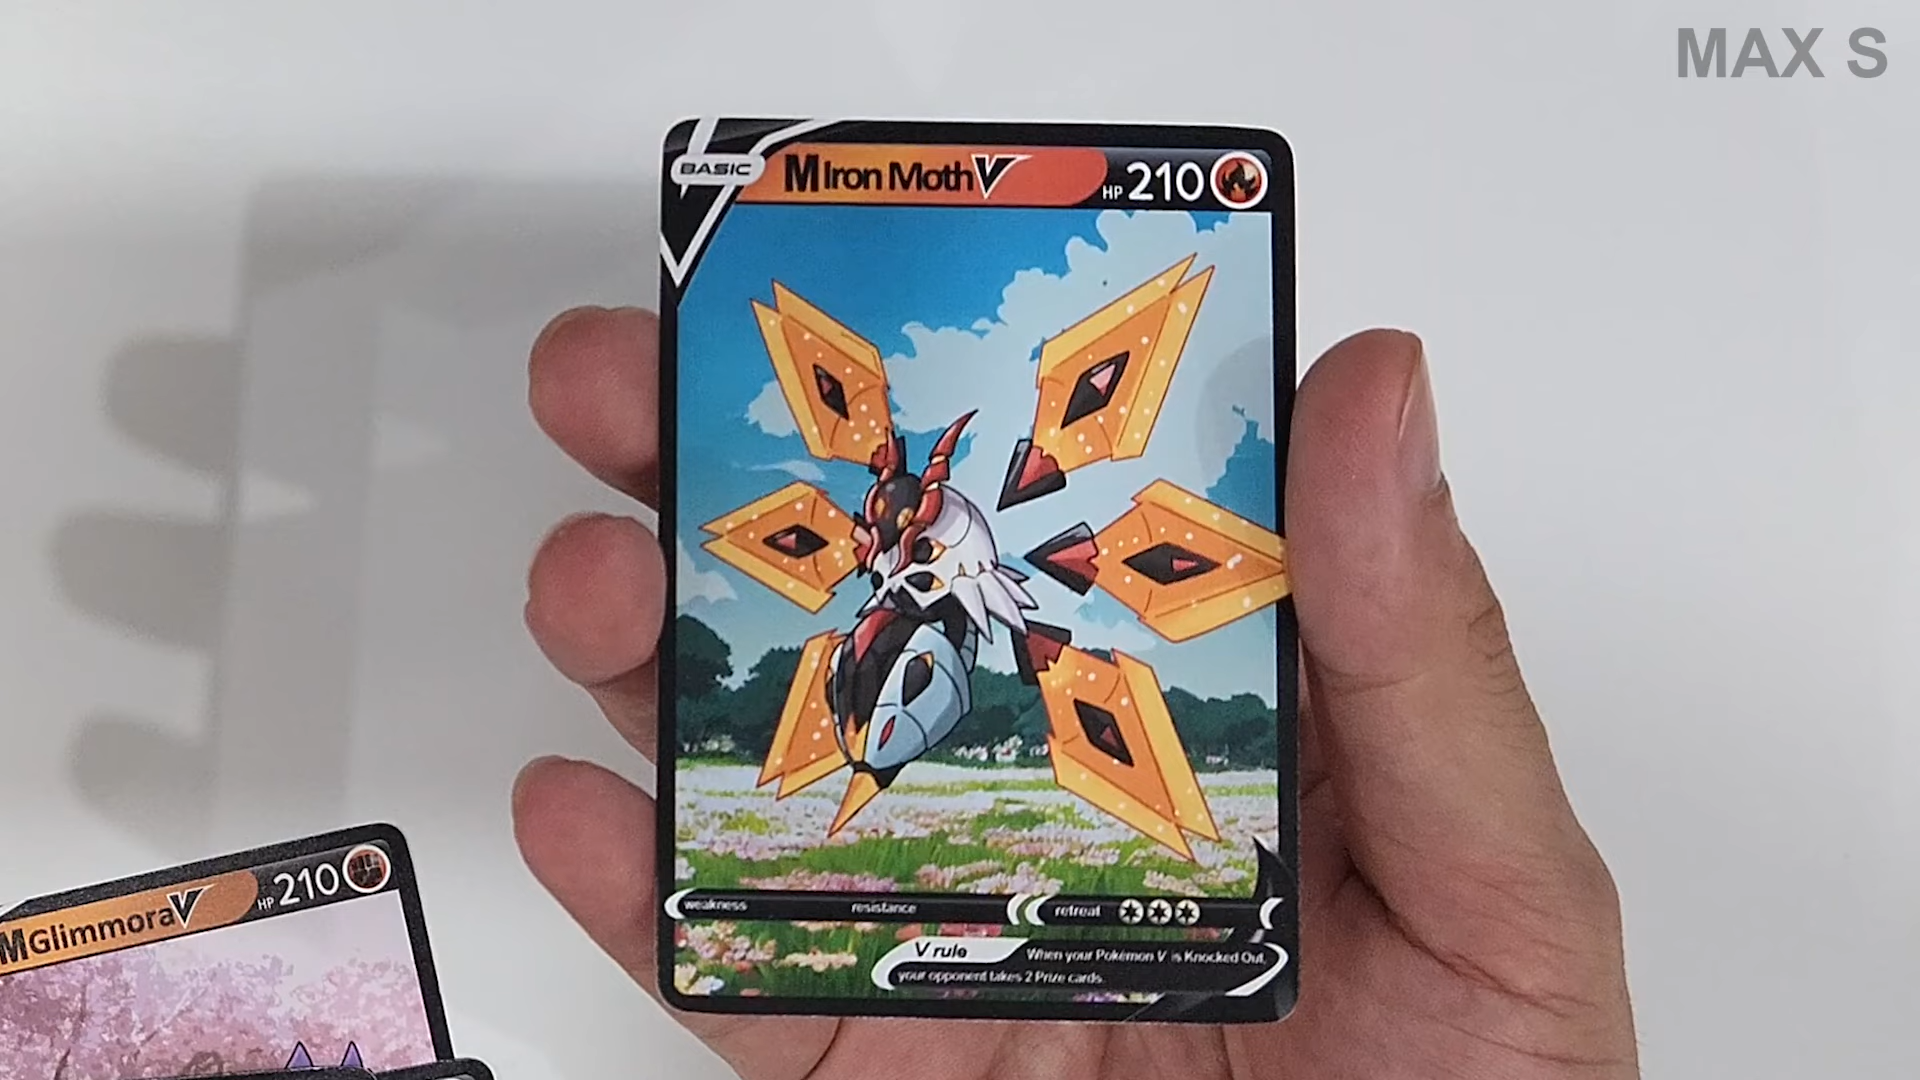 MAX S
BASIC
M Iron Moth V
HP 210
weakness resistance retreat
V rule When your Pokémon V is Knocked Out,
your opponent takes 2 Prize cards.
MGlimmoraV HP 210